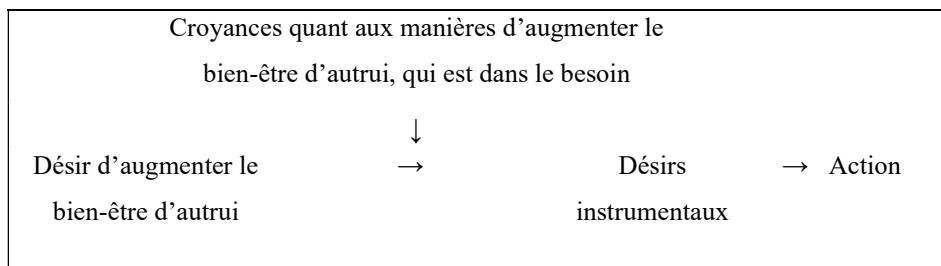 Croyances quant aux manières d’augmenter le
bien-être d’autrui, qui est dans le besoin
↓
Désir d’augmenter le → Désirs → Action
bien-être d’autrui instrumentaux